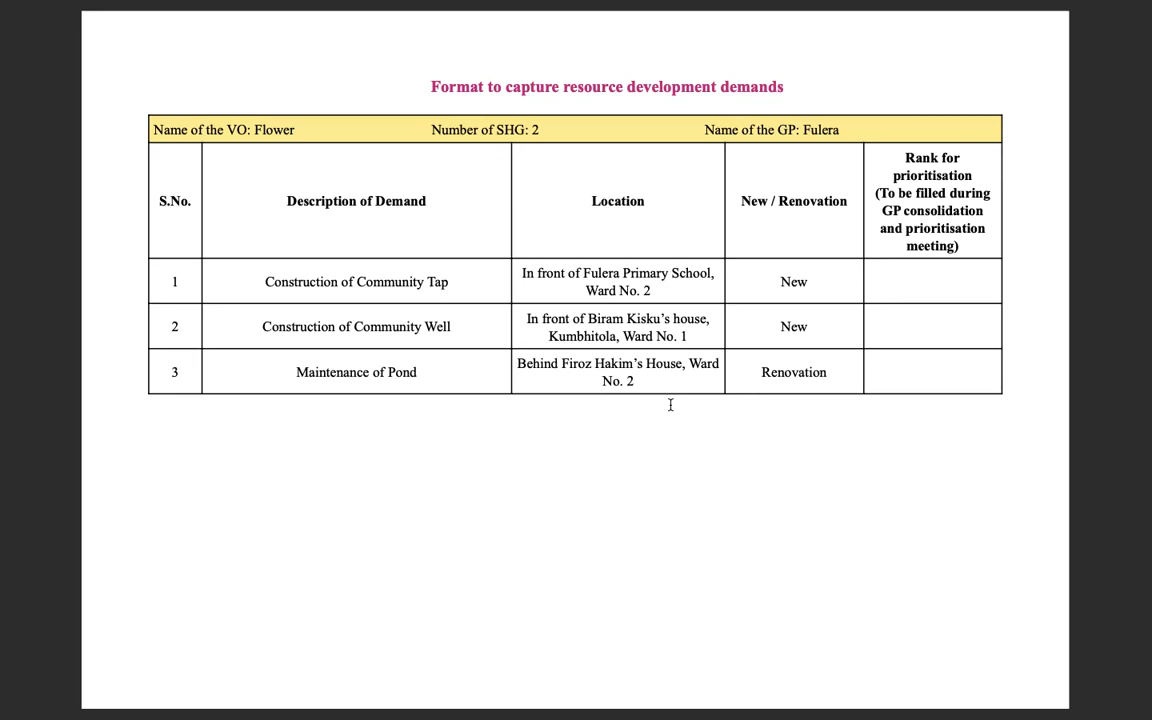 Format to capture resource development demands
Name of the VO: Flower Number of SHG: 2 Name of the GP: Fulera
S.No. Description of Demand Location New / Renovation Rank for
prioritisation
(To be filled during
GP consolidation
and prioritisation
meeting)
1 Construction of Community Tap In front of Fulera Primary School,
Ward No. 2 New
2 Construction of Community Well In front of Biram Kisku’s house,
Kumbhitola, Ward No. 1 New
3 Maintenance of Pond Behind Firoz Hakim’s House, Ward
No. 2 Renovation